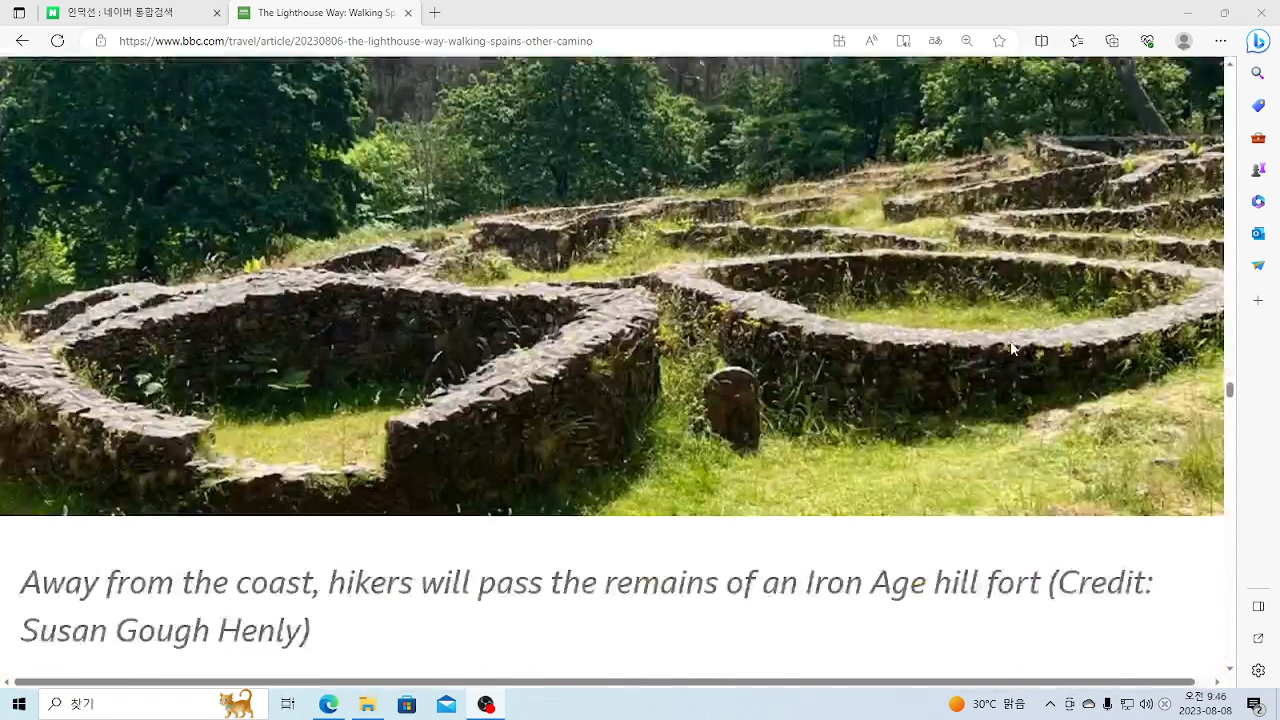 인덕션 : 네이버 통합검색
The Lighthouse Way: Walking Sp
https://www.bbc.com/travel/article/20230806-the-lighthouse-way-walking-spains-other-camino
Away from the coast, hikers will pass the remains of an Iron Age hill fort (Credit:
Susan Gough Henly)
찾기
30°C 맑음
오전 9:46
2023-08-08
2